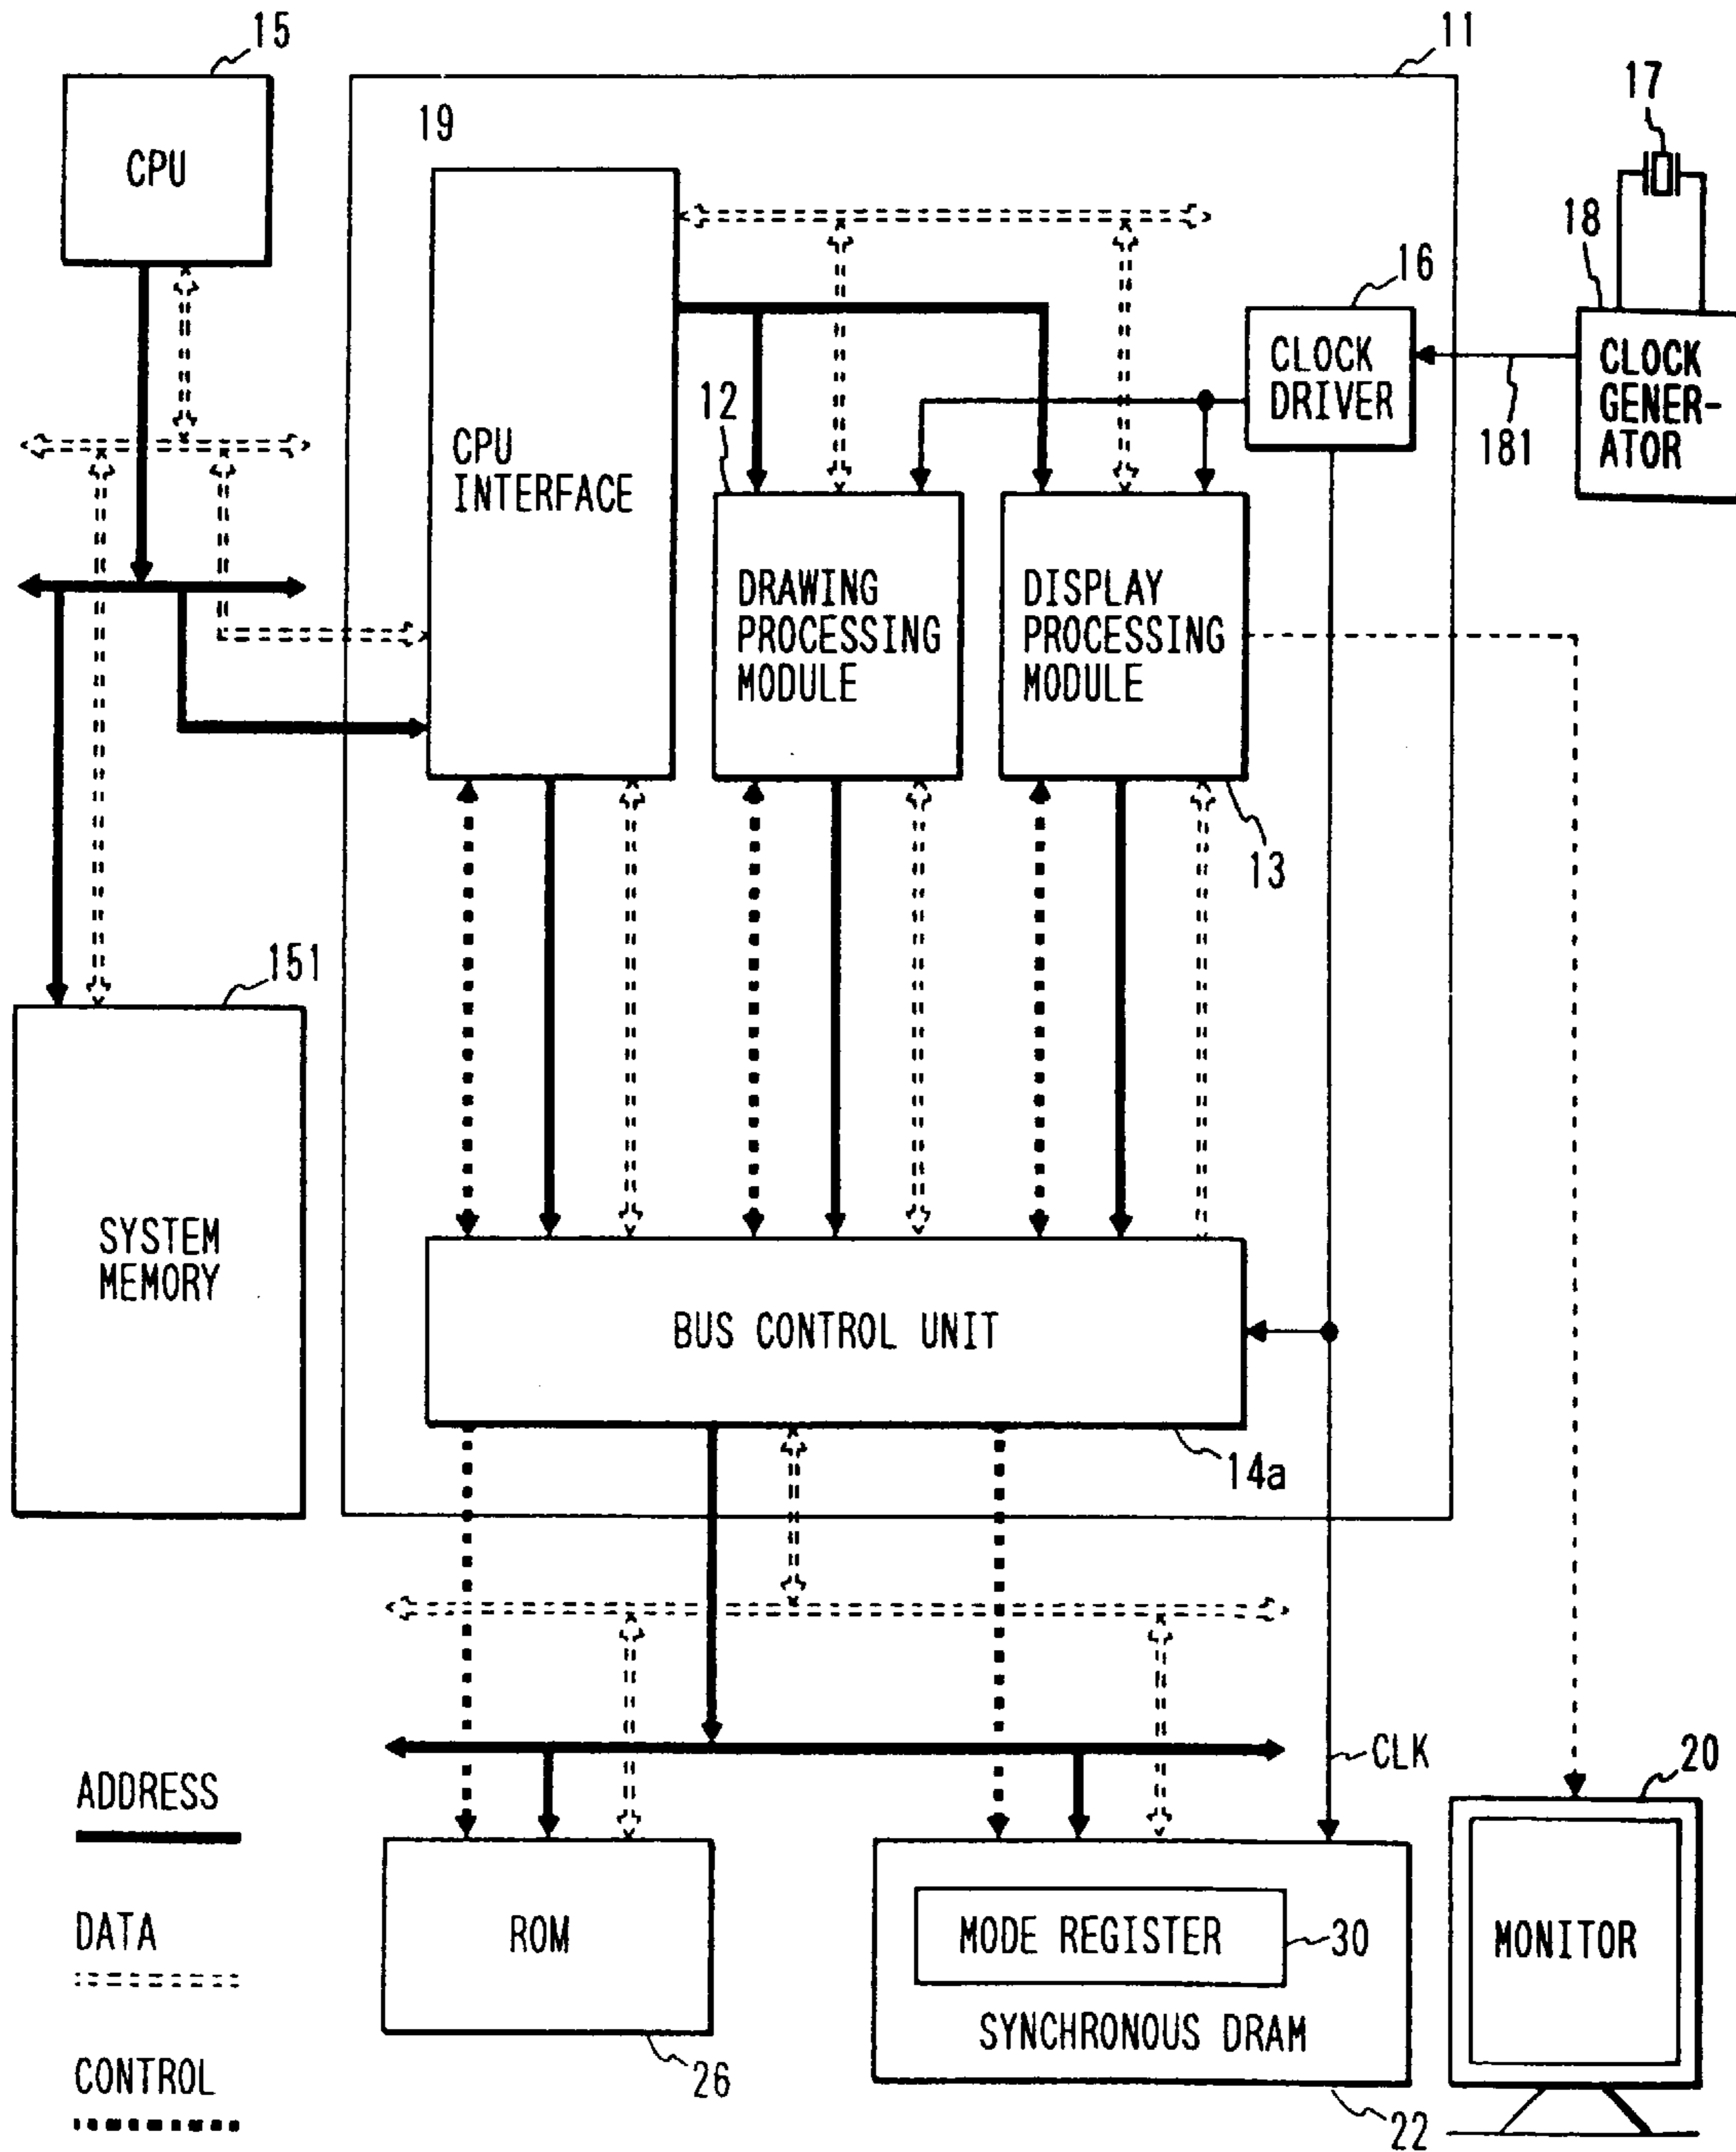 15
11
17
CPU
19
18
16
CLOCK
DRIVER
CLOCK
GENER-
ATOR
12
181
CPU
INTERFACE
DRAWING
PROCESSING
MODULE
DISPLAY
PROCESSING
MODULE
13
151
SYSTEM
MEMORY
BUS CONTROL UNIT
14a
CLK
20
ADDRESS
DATA
CONTROL
ROM
MODE REGISTER
30
SYNCHRONOUS DRAM
MONITOR
26
22